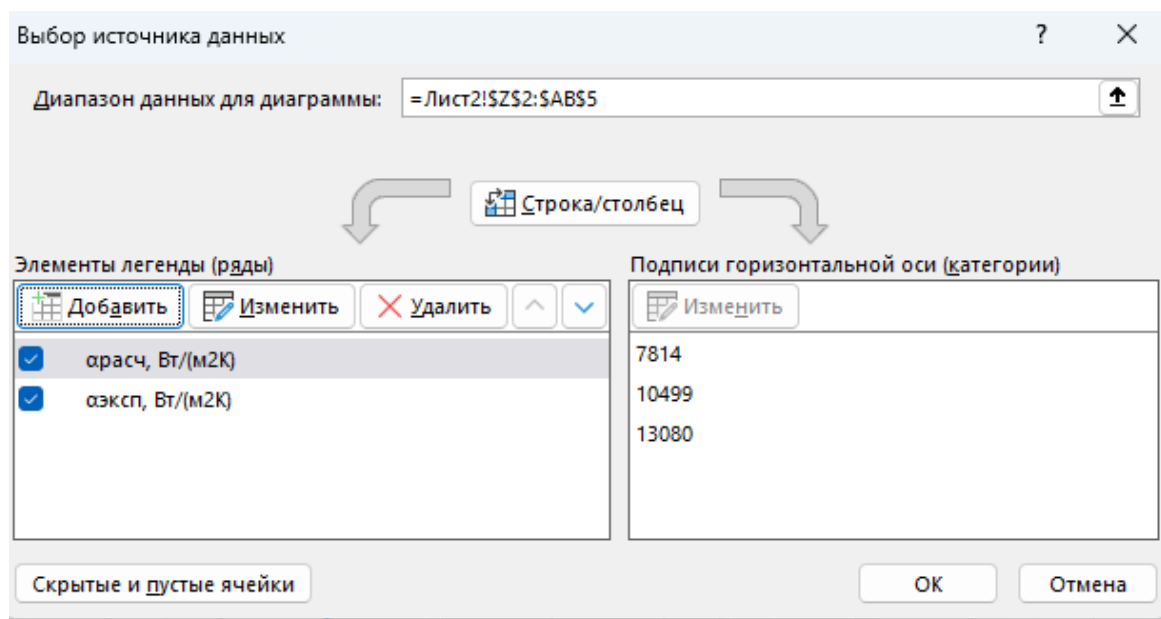 Выбор источника данных ? ×
Диапазон данных для диаграммы: =Лист2!$Z$2:$AB$5
Строка/столбец
Элементы легенды (ряды) Подписи горизонтальной оси (категории)
Добавить Изменить Удалить Изменить
αрасч, Вт/(м2К) 7814
αэксп, Вт/(м2К) 10499
13080
Скрытые и пустые ячейки ОК Отмена